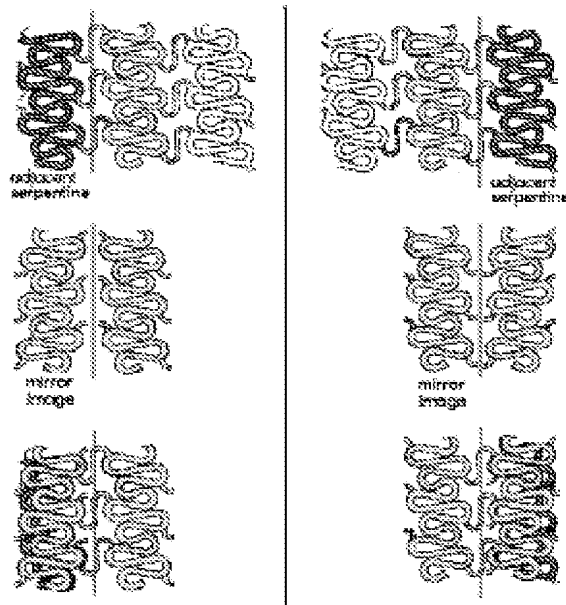 adjacent
serpentine
adjacent
serpentine
mirror
image
mirror
image